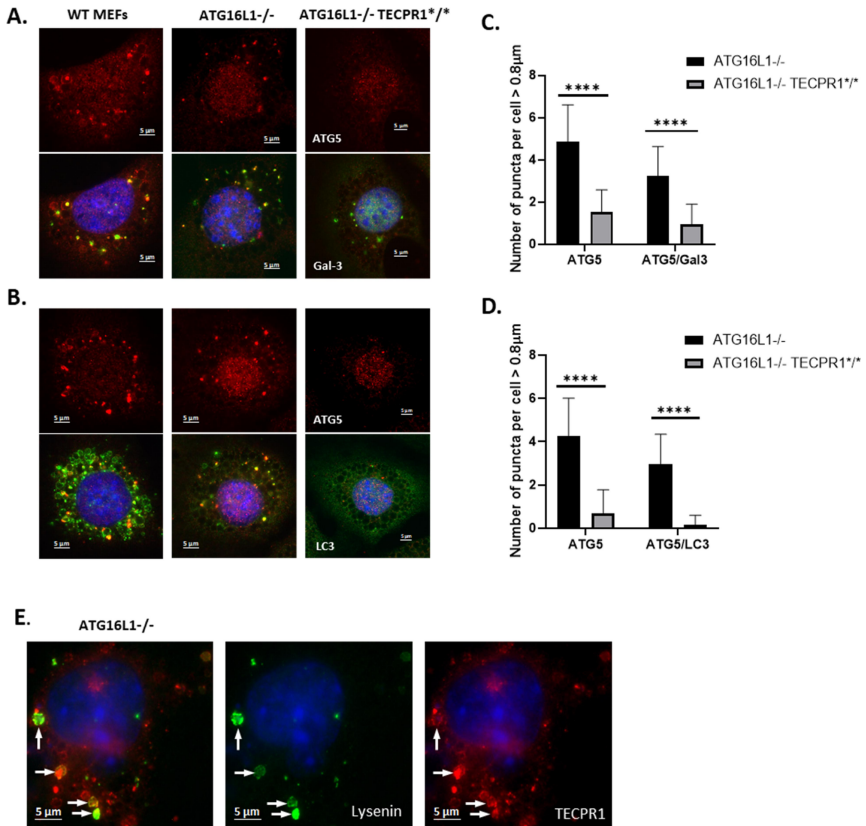 A.
WT MEFs
ATG16L1-/-
ATG16L1-/- TECPR1*/*
5 µm
5 µm
ATG5
5 µm
5 µm
5 µm
Gal-3
5 µm
B.
5 µm
5 µm
ATG5
5 µm
5 µm
5 µm
LC3
5 µm
C.
ATG16L1-/-
ATG16L1-/- TECPR1*/*
Number of puncta per cell > 0.8µm
8
6
4
2
0
****
****
ATG5
ATG5/Gal3
D.
ATG16L1-/-
ATG16L1-/- TECPR1*/*
Number of puncta per cell > 0.8µm
8
6
4
2
0
****
****
ATG5
ATG5/LC3
E.
ATG16L1-/-
5 µm
5 µm
Lysenin
5 µm
TECPR1